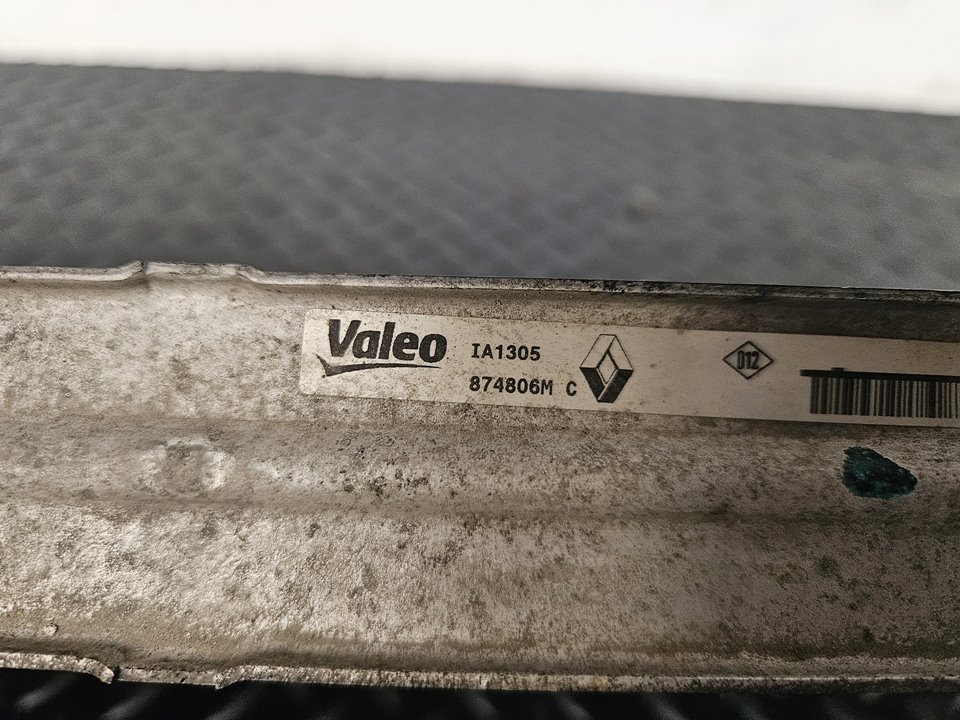 Valeo
IA1305
874806M C
D12